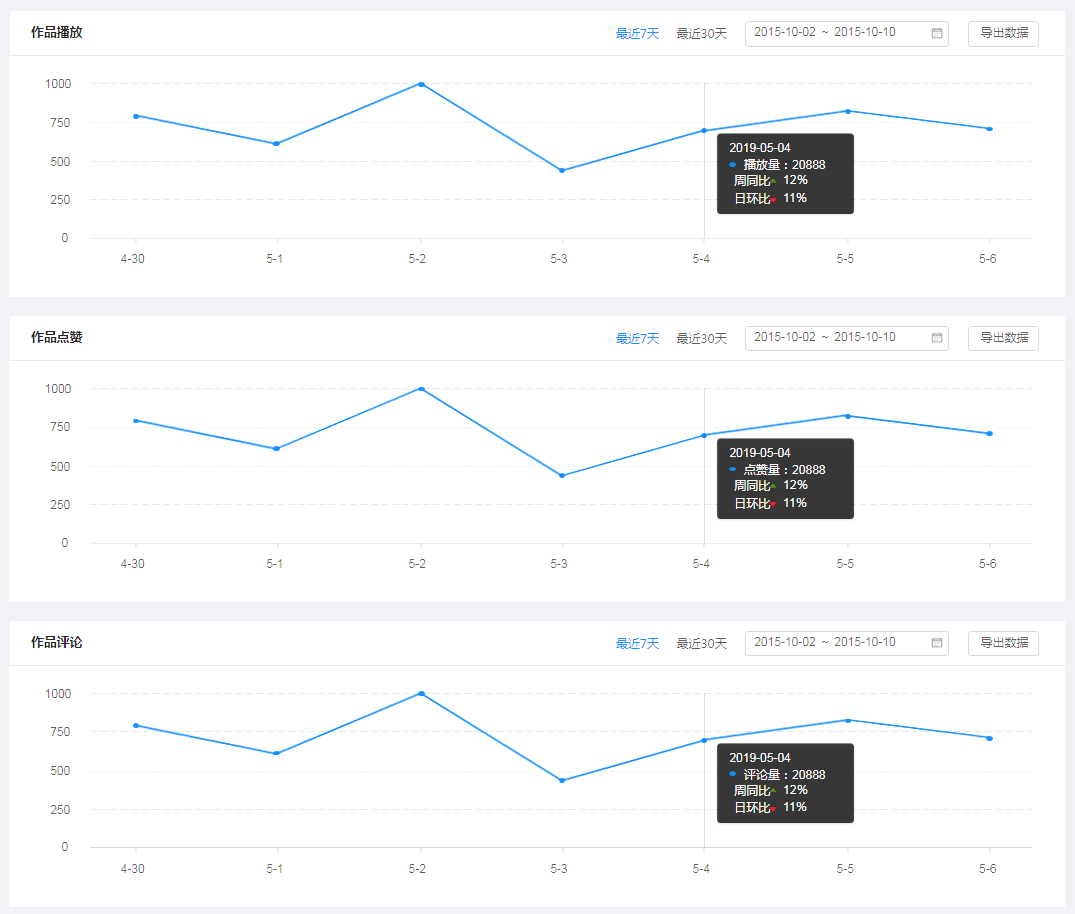 作品播放 最近7天 最近30天 2015-10-02 ~ 2015-10-10 导出数据
1000
750
500
250
0
2019-05-04
播放量：20888
周同比 12%
日环比 11%
4-30 5-1 5-2 5-3 5-4 5-5 5-6
作品点赞 最近7天 最近30天 2015-10-02 ~ 2015-10-10 导出数据
1000
750
500
250
0
2019-05-04
点赞量：20888
周同比 12%
日环比 11%
4-30 5-1 5-2 5-3 5-4 5-5 5-6
作品评论 最近7天 最近30天 2015-10-02 ~ 2015-10-10 导出数据
1000
750
500
250
0
2019-05-04
评论量：20888
周同比 12%
日环比 11%
4-30 5-1 5-2 5-3 5-4 5-5 5-6